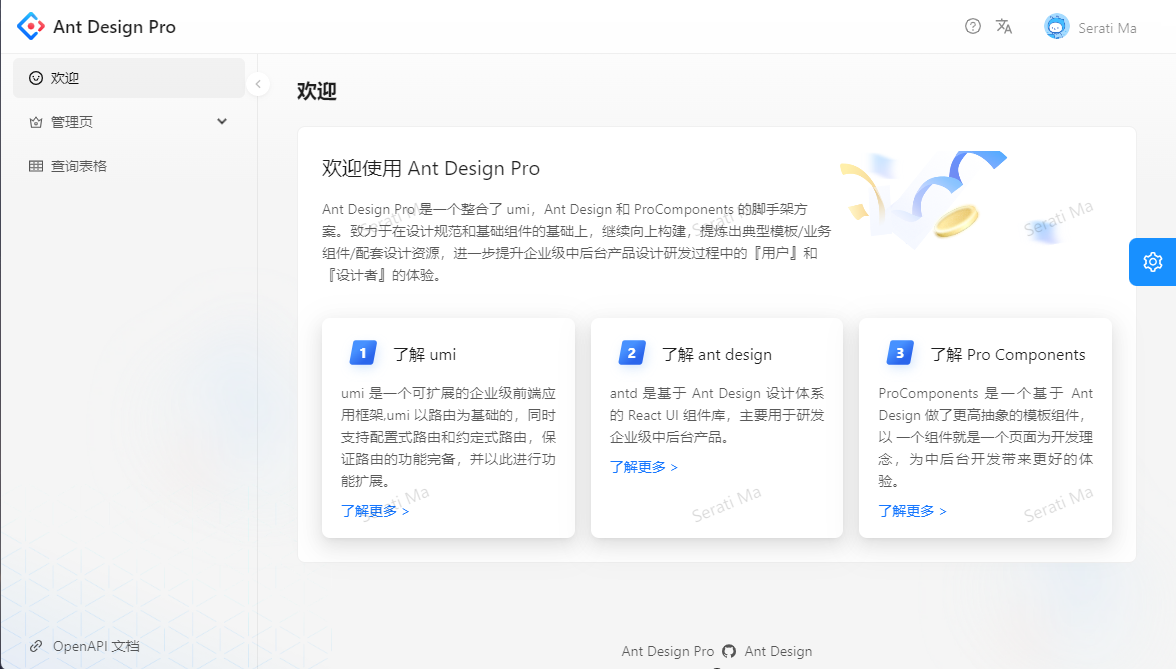 Ant Design Pro
Serati Ma
欢迎
管理页
查询表格
欢迎
欢迎使用 Ant Design Pro
Ant Design Pro 是一个整合了 umi，Ant Design 和 ProComponents 的脚手架方
案。致力于在设计规范和基础组件的基础上，继续向上构建，提炼出典型模板/业务
组件/配套设计资源，进一步提升企业级中后台产品设计研发过程中的『用户』和
『设计者』的体验。
Serati Ma
Serati Ma
Serati Ma
1 了解 umi
umi 是一个可扩展的企业级前端应
用框架,umi 以路由为基础的，同时
支持配置式路由和约定式路由，保
证路由的功能完备，并以此进行功
能扩展。
了解更多 >
Serati Ma
2 了解 ant design
antd 是基于 Ant Design 设计体系
的 React UI 组件库，主要用于研发
企业级中后台产品。
了解更多 >
Serati Ma
3 了解 Pro Components
ProComponents 是一个基于 Ant
Design 做了更高抽象的模板组件，
以 一个组件就是一个页面为开发理
念，为中后台开发带来更好的体
验。
了解更多 >
Serati Ma
OpenAPI 文档
Ant Design Pro Ant Design